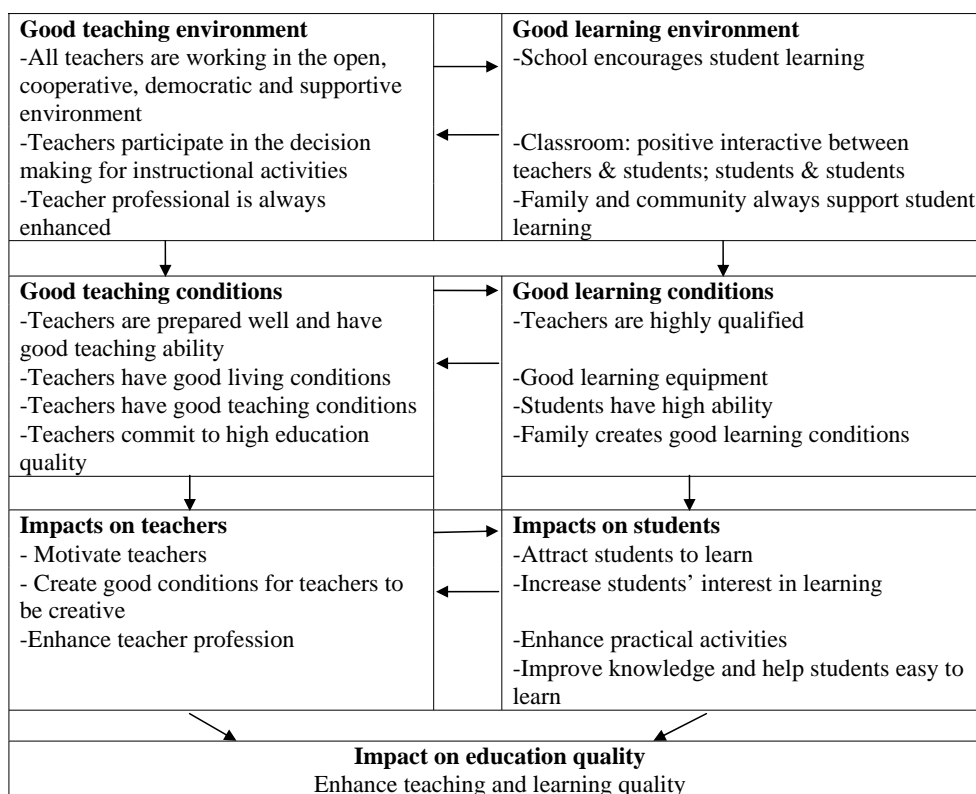 Good teaching environment
-All teachers are working in the open,
cooperative, democratic and supportive
environment
-Teachers participate in the decision
making for instructional activities
-Teacher professional is always
enhanced
Good learning environment
-School encourages student learning
-Classroom: positive interactive between
teachers & students; students & students
-Family and community always support student
learning
Good teaching conditions
-Teachers are prepared well and have
good teaching ability
-Teachers have good living conditions
-Teachers have good teaching conditions
-Teachers commit to high education
quality
Good learning conditions
-Teachers are highly qualified
-Good learning equipment
-Students have high ability
-Family creates good learning conditions
Impacts on teachers
- Motivate teachers
- Create good conditions for teachers to
be creative
-Enhance teacher profession
Impacts on students
-Attract students to learn
-Increase students’ interest in learning
-Enhance practical activities
-Improve knowledge and help students easy to
learn
Impact on education quality
Enhance teaching and learning quality